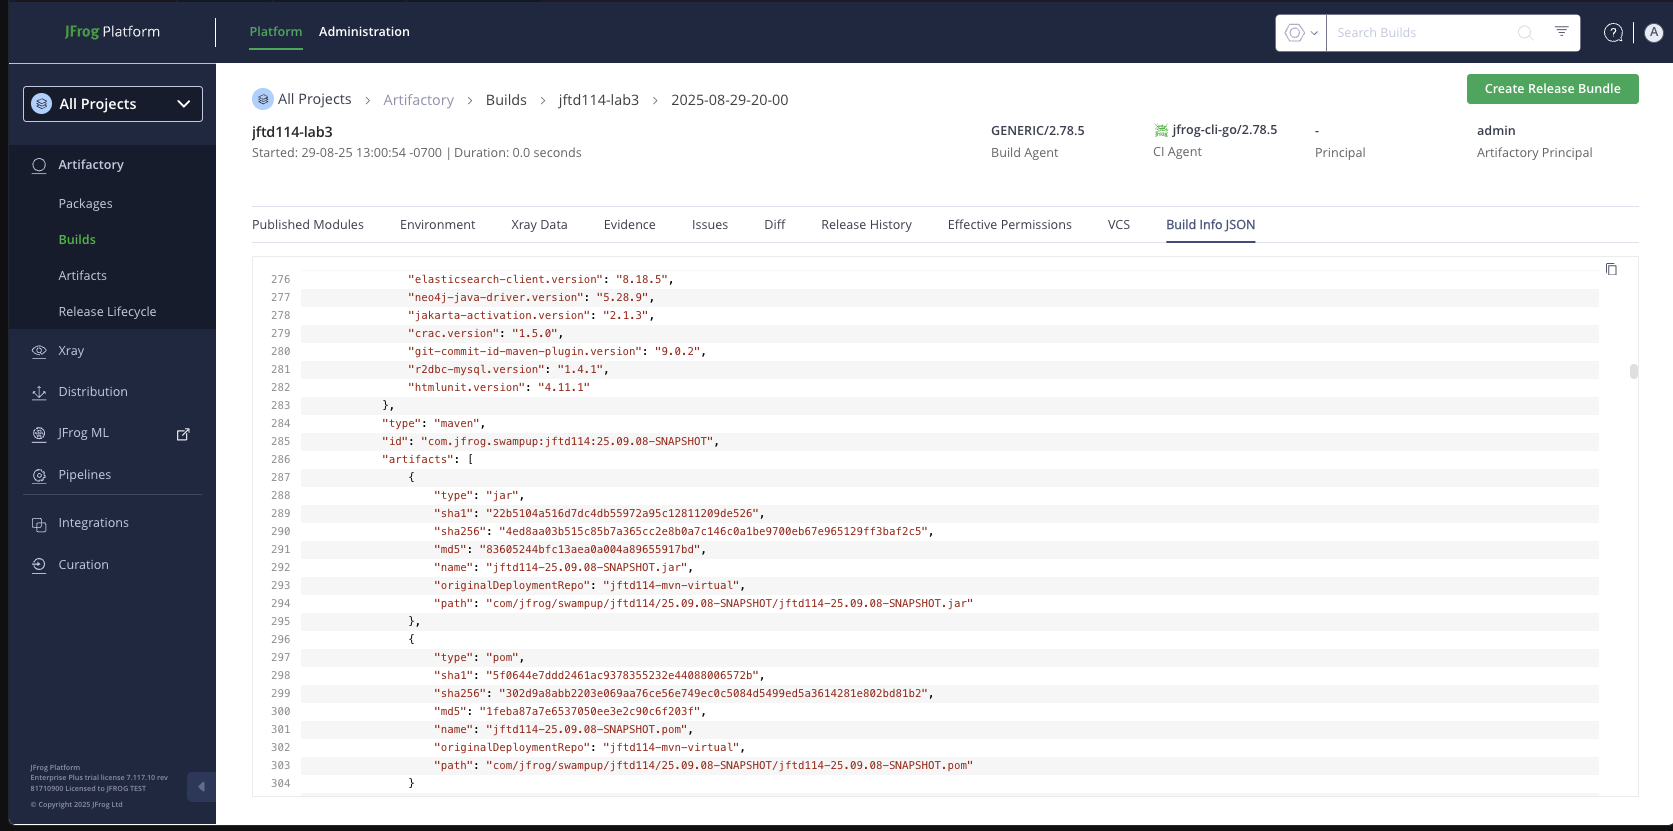 JFrog Platform
Platform
Administration
Search Builds
A
All Projects
Artifactory
Packages
Builds
Artifacts
Release Lifecycle
Xray
Distribution
JFrog ML
Pipelines
Integrations
Curation
JFrog Platform
Enterprise Plus trial license 7.117.10 rev
81710900 Licensed to JFROG TEST
© Copyright 2025 JFrog Ltd
All Projects > Artifactory > Builds > jftd114-lab3 > 2025-08-29-20-00
Create Release Bundle
jftd114-lab3
Started: 29-08-25 13:00:54 -0700 | Duration: 0.0 seconds
GENERIC/2.78.5
Build Agent
jfrog-cli-go/2.78.5
CI Agent
-
Principal
admin
Artifactory Principal
Published Modules
Environment
Xray Data
Evidence
Issues
Diff
Release History
Effective Permissions
VCS
Build Info JSON
276 "elasticsearch-client.version": "8.18.5",
277 "neo4j-java-driver.version": "5.28.9",
278 "jakarta-activation.version": "2.1.3",
279 "crac.version": "1.5.0",
280 "git-commit-id-maven-plugin.version": "9.0.2",
281 "r2dbc-mysql.version": "1.4.1",
282 "htmlunit.version": "4.11.1"
283 },
284 "type": "maven",
285 "id": "com.jfrog.swampup:jftd114:25.09.08-SNAPSHOT",
286 "artifacts": [
287 {
288 "type": "jar",
289 "sha1": "22b5104a516d7dc4db55972a95c12811209de526",
290 "sha256": "4ed8aa03b515c85b7a365cc2e8b0a7c146c0a1be9700eb67e965129ff3baf2c5",
291 "md5": "83605244bfc13aea0a004a89655917bd",
292 "name": "jftd114-25.09.08-SNAPSHOT.jar",
293 "originalDeploymentRepo": "jftd114-mvn-virtual",
294 "path": "com/jfrog/swampup/jftd114/25.09.08-SNAPSHOT/jftd114-25.09.08-SNAPSHOT.jar"
295 },
296 {
297 "type": "pom",
298 "sha1": "5f0644e7ddd2461ac9378355232e44088006572b",
299 "sha256": "302d9a8abb2203e069aa76ce56e749ec0c5084d5499ed5a3614281e802bd81b2",
300 "md5": "1feba87a7e6537050ee3e2c90c6f203f",
301 "name": "jftd114-25.09.08-SNAPSHOT.pom",
302 "originalDeploymentRepo": "jftd114-mvn-virtual",
303 "path": "com/jfrog/swampup/jftd114/25.09.08-SNAPSHOT/jftd114-25.09.08-SNAPSHOT.pom"
304 }